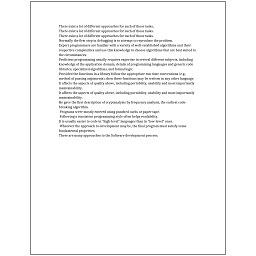 There exist a lot of different approaches for each of those tasks.
There exist a lot of different approaches for each of those tasks.
There exist a lot of different approaches for each of those tasks.
Normally the first step in debugging is to attempt to reproduce the problem.
Expert programmers are familiar with a variety of well-established algorithms and their
respective complexities and use this knowledge to choose algorithms that are best suited to
the circumstances.
Proficient programming usually requires expertise in several different subjects, including
knowledge of the application domain, details of programming languages and generic code
libraries, specialized algorithms, and formal logic.
Provided the functions in a library follow the appropriate run-time conventions (e.g.,
method of passing arguments), then these functions may be written in any other language.
It affects the aspects of quality above, including portability, usability and most importantly
maintainability.
It affects the aspects of quality above, including portability, usability and most importantly
maintainability.
He gave the first description of cryptanalysis by frequency analysis, the earliest code-
breaking algorithm.
Programs were mostly entered using punched cards or paper tape.
Following a consistent programming style often helps readability.
It is usually easier to code in "high-level" languages than in "low-level" ones.
Whatever the approach to development may be, the final program must satisfy some
fundamental properties.
There are many approaches to the Software development process.